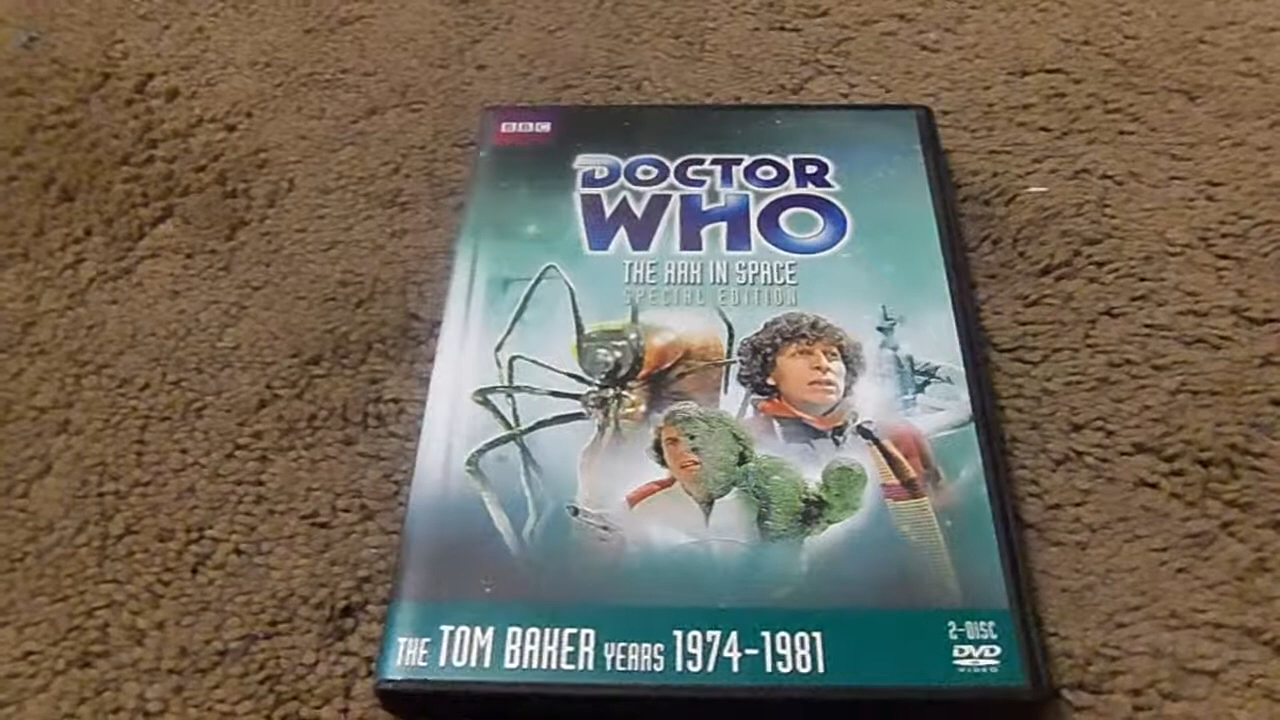 BBC
DOCTOR
WHO
THE ARK IN SPACE
SPECIAL EDITION
THE TOM BAKER YEARS 1974-1981
2-DISC
DVD
VIDEO